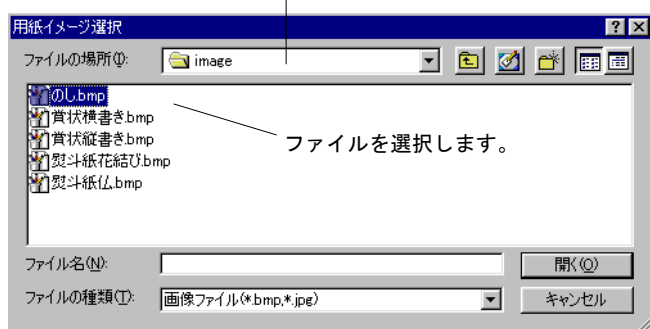 用紙イメージ選択
ファイルの場所(I):
image
のし.bmp
賞状横書き.bmp
賞状縦書き.bmp
熨斗紙花結び.bmp
熨斗紙仏.bmp
ファイルを選択します。
ファイル名(N):
開く(O)
ファイルの種類(T):
画像ファイル(*.bmp,*.jpg)
キャンセル